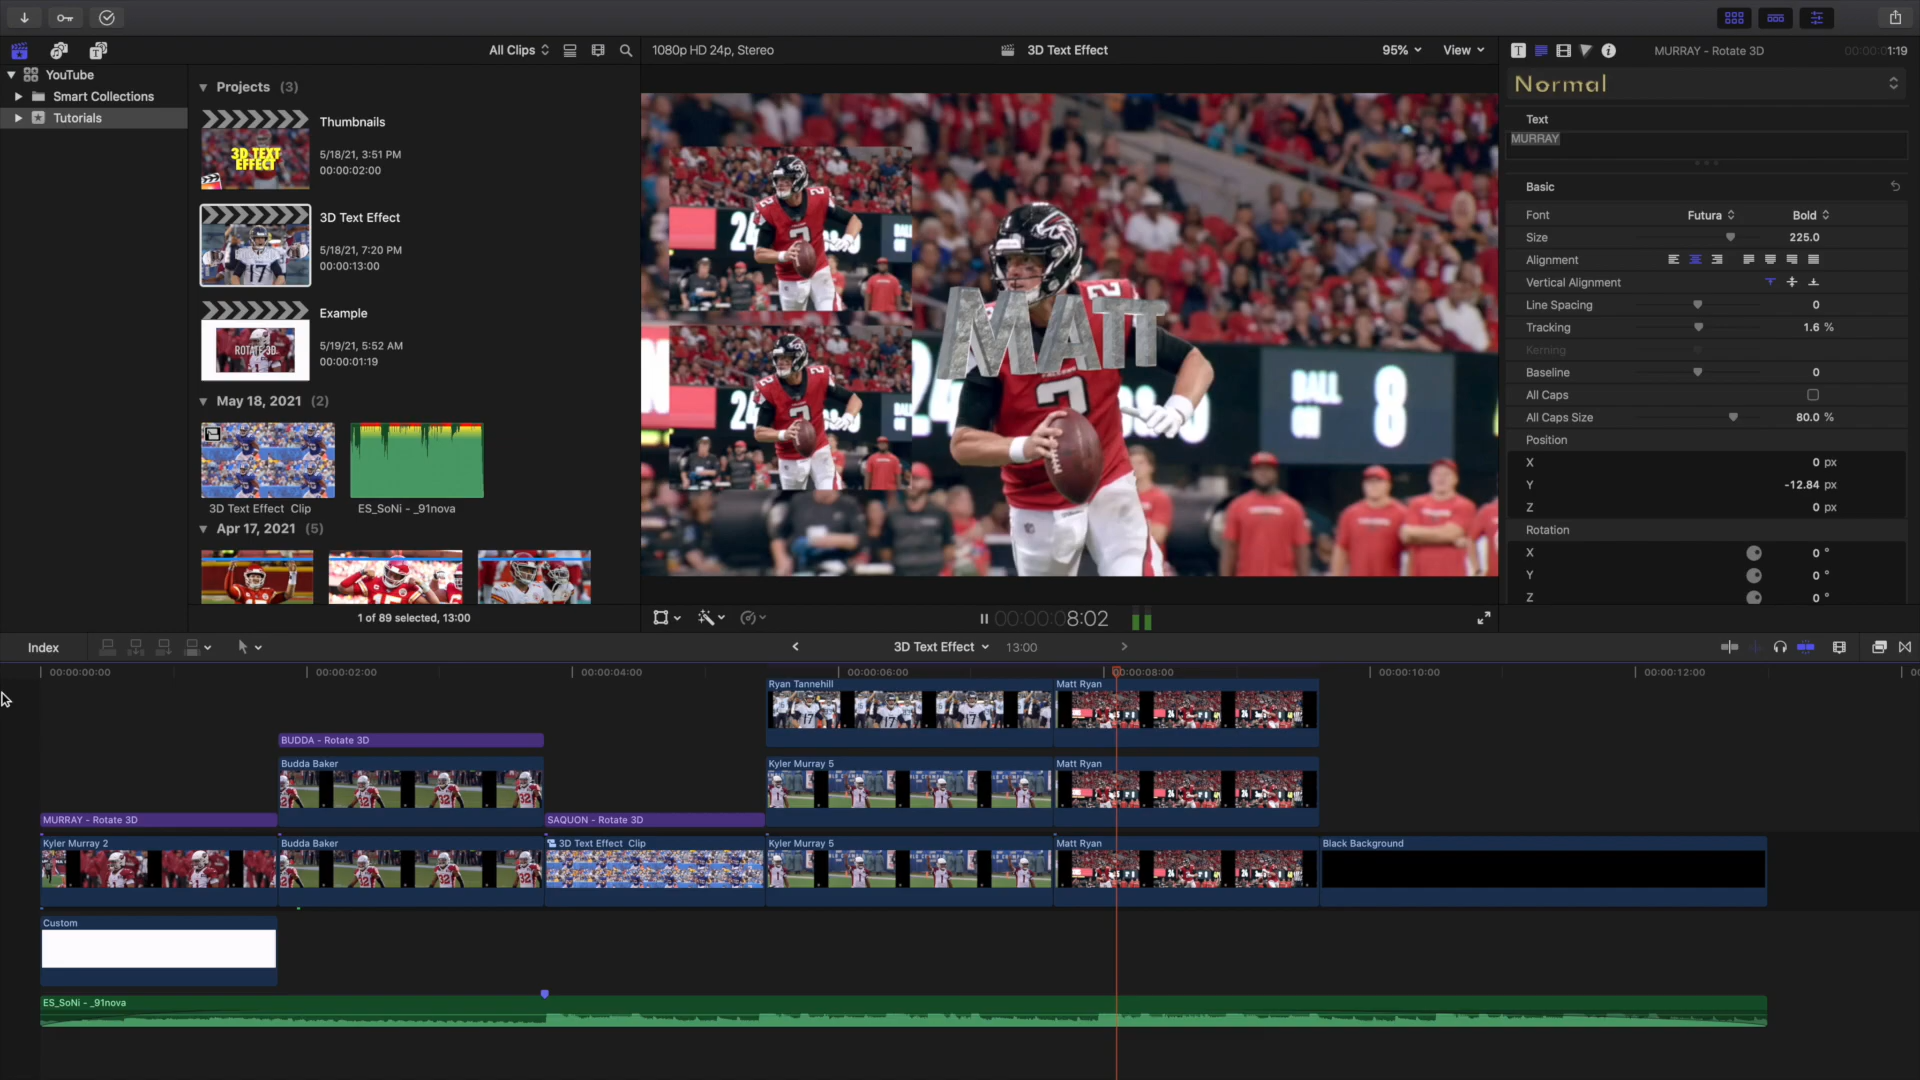 All Clips
1080p HD 24p, Stereo
3D Text Effect
95%
View
MURRAY - Rotate 3D
00:00:01:19
YouTube
Smart Collections
Tutorials
Projects (3)
Thumbnails
5/18/21, 3:51 PM
00:00:02:00
3D TEXT
EFFECT
3D Text Effect
5/18/21, 7:20 PM
00:00:13:00
17
Example
5/19/21, 5:52 AM
00:00:01:19
ROTATE 3D
May 18, 2021 (2)
3D Text Effect Clip
ES_SoNi - _91nova
Apr 17, 2021 (5)
15
1 of 89 selected, 13:00
MATT
2
24
BALL
ON
8
Normal
Text
MURRAY
Basic
Font
Futura
Bold
Size
225.0
Alignment
Vertical Alignment
Line Spacing
0
Tracking
1.6 %
Kerning
Baseline
0
All Caps
All Caps Size
80.0 %
Position
X
0 px
Y
-12.84 px
Z
0 px
Rotation
X
0 °
Y
0 °
Z
0 °
00:00:00:8:02
Index
3D Text Effect
13:00
00:00:00:00
00:00:02:00
00:00:04:00
00:00:06:00
00:00:08:00
00:00:10:00
00:00:12:00
Ryan Tannehill
Matt Ryan
BUDDA - Rotate 3D
Budda Baker
Kyler Murray 5
Matt Ryan
MURRAY - Rotate 3D
SAQUON - Rotate 3D
Kyler Murray 2
Budda Baker
3D Text Effect Clip
Kyler Murray 5
Matt Ryan
Black Background
Custom
ES_SoNi - _91nova